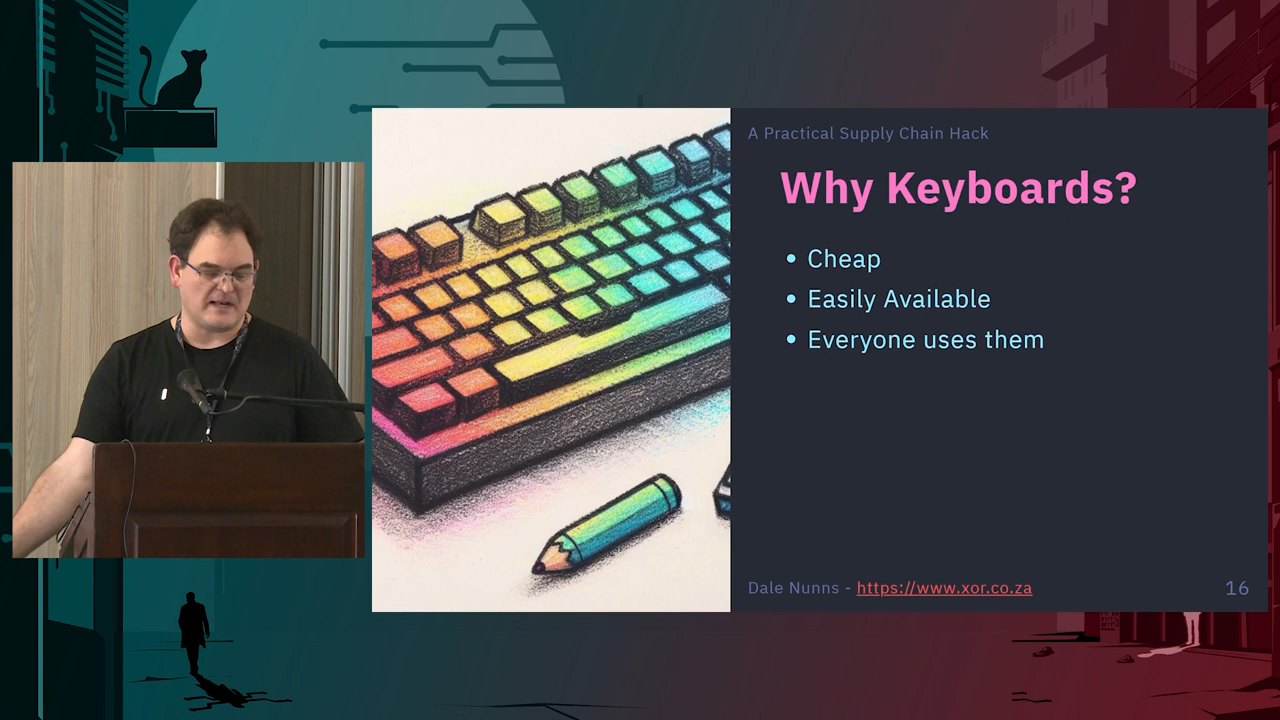 A Practical Supply Chain Hack
Why Keyboards?
• Cheap
• Easily Available
• Everyone uses them
Dale Nunns - https://www.xor.co.za
16